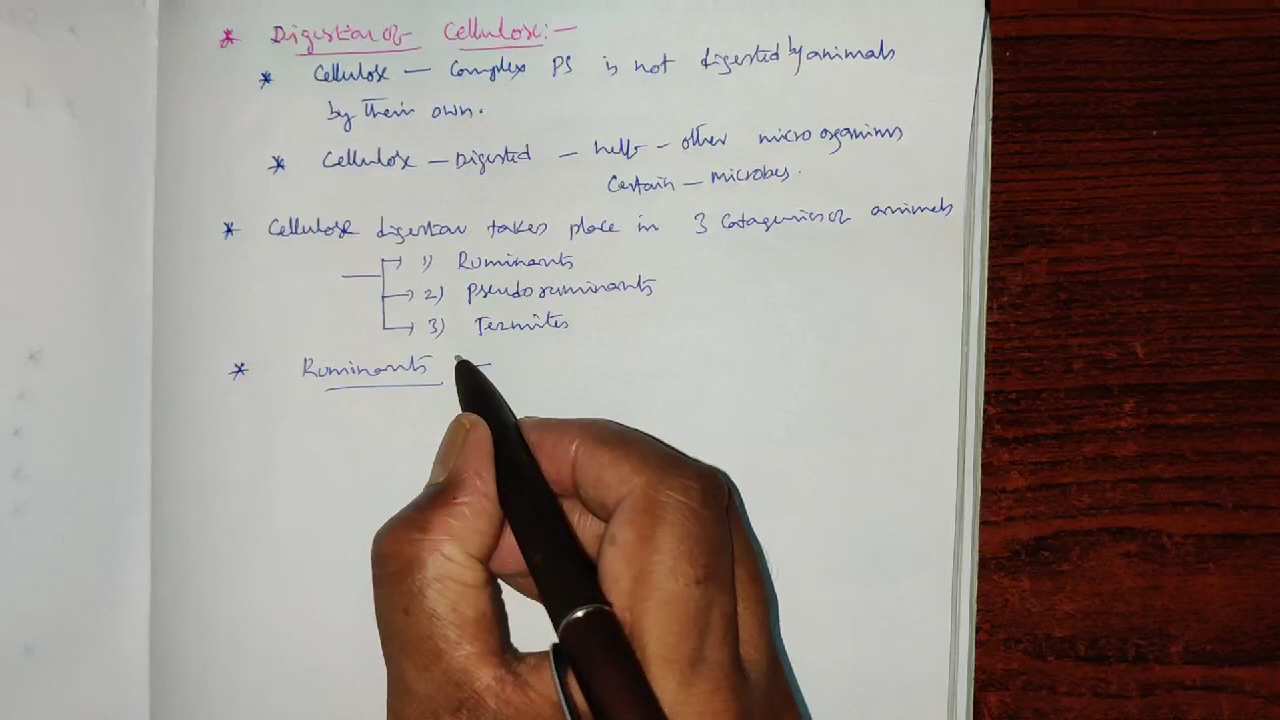 * Digestion of Cellulose:-
* Cellulose - Complex PS is not digested by animals
by their own.
* Cellulose - Digested - help - other micro organisms
Certain - microbes.
* Cellulose digestion takes place in 3 Catagories of animals
1) Ruminants
2) Pseudoruminants
3) Termites
* Ruminants -